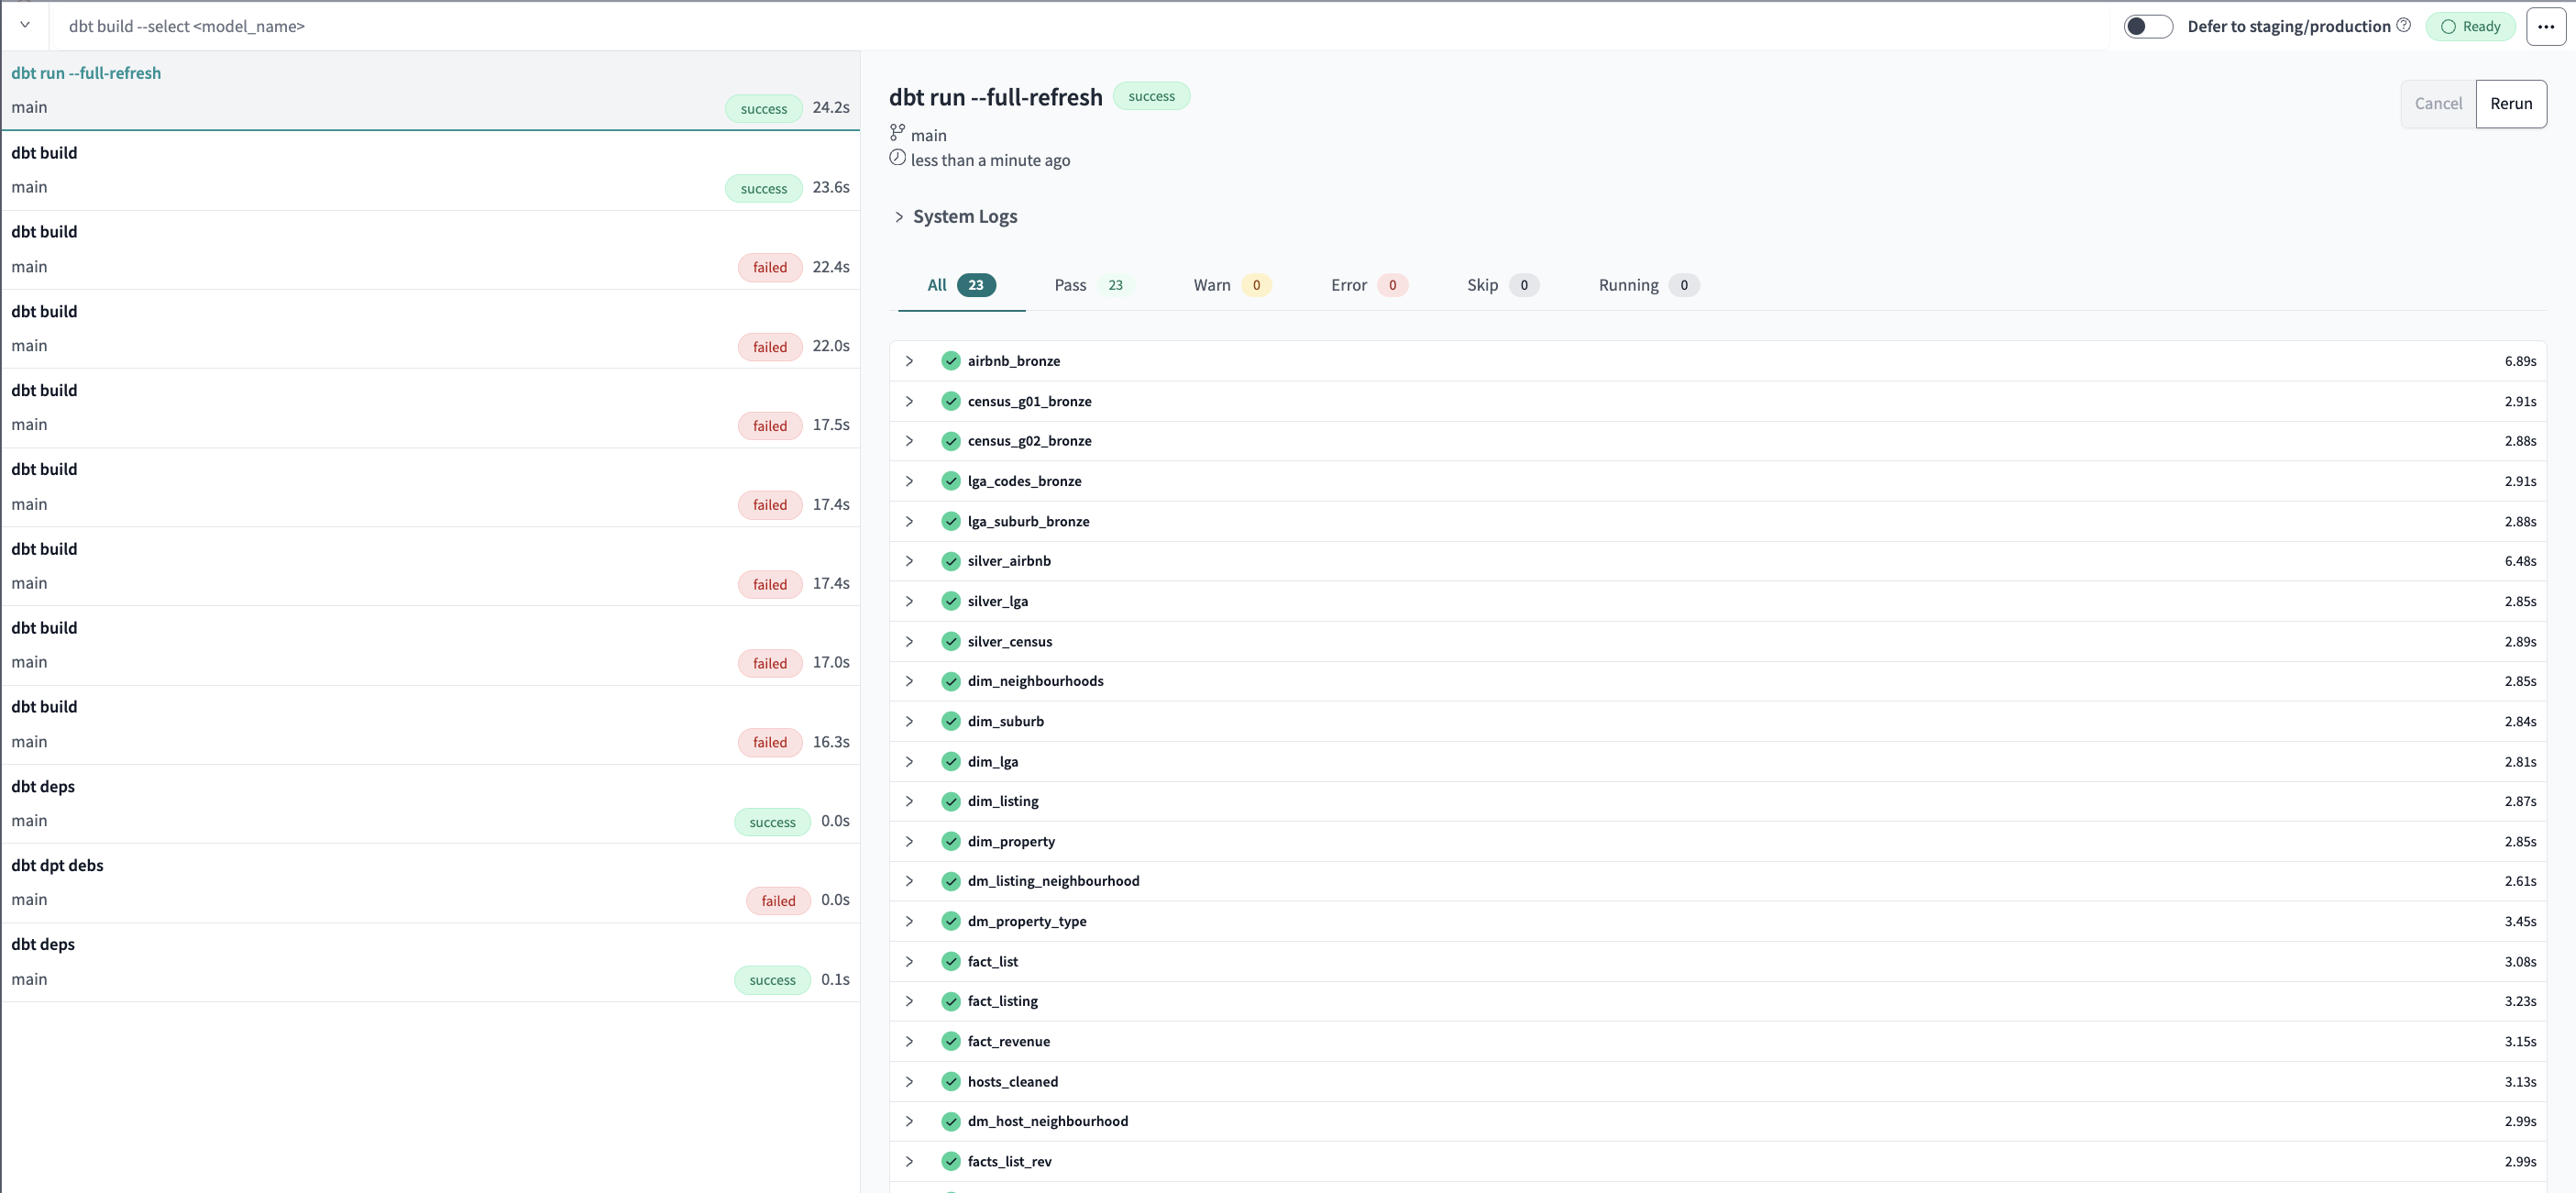 dbt build --select <model_name>
Defer to staging/production
Ready
dbt run --full-refresh
main success 24.2s
dbt build
main success 23.6s
dbt build
main failed 22.4s
dbt build
main failed 22.0s
dbt build
main failed 17.5s
dbt build
main failed 17.4s
dbt build
main failed 17.4s
dbt build
main failed 17.0s
dbt build
main failed 16.3s
dbt deps
main success 0.0s
dbt dpt debs
main failed 0.0s
dbt deps
main success 0.1s
dbt run --full-refresh success
Cancel Rerun
main
less than a minute ago
System Logs
All 23 Pass 23 Warn 0 Error 0 Skip 0 Running 0
airbnb_bronze 6.89s
census_g01_bronze 2.91s
census_g02_bronze 2.88s
lga_codes_bronze 2.91s
lga_suburb_bronze 2.88s
silver_airbnb 6.48s
silver_lga 2.85s
silver_census 2.89s
dim_neighbourhoods 2.85s
dim_suburb 2.84s
dim_lga 2.81s
dim_listing 2.87s
dim_property 2.85s
dm_listing_neighbourhood 2.61s
dm_property_type 3.45s
fact_list 3.08s
fact_listing 3.23s
fact_revenue 3.15s
hosts_cleaned 3.13s
dm_host_neighbourhood 2.99s
facts_list_rev 2.99s